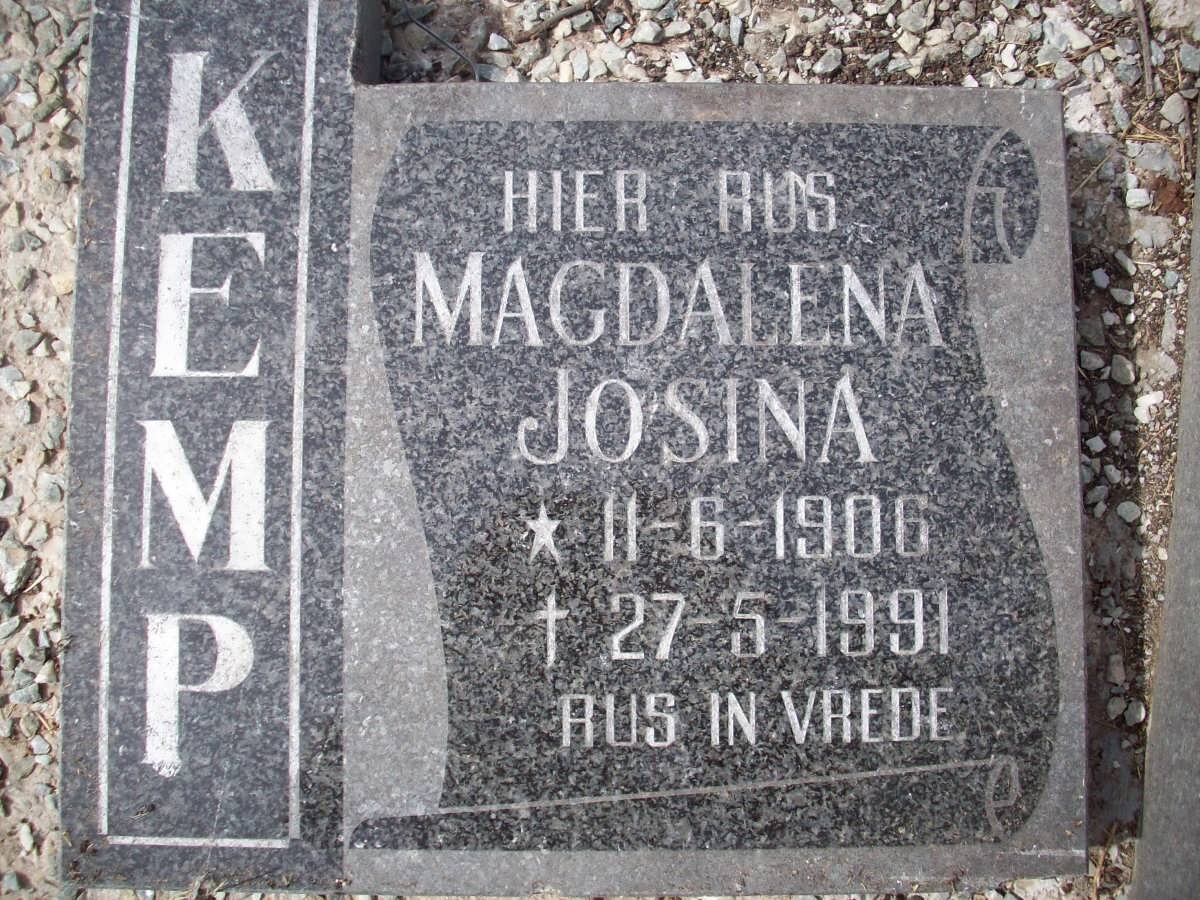 KEMP
HIER RUS
MAGDALENA
JOSINA
★ 11-6-1906
† 27-5-1991
RUS IN VREDE